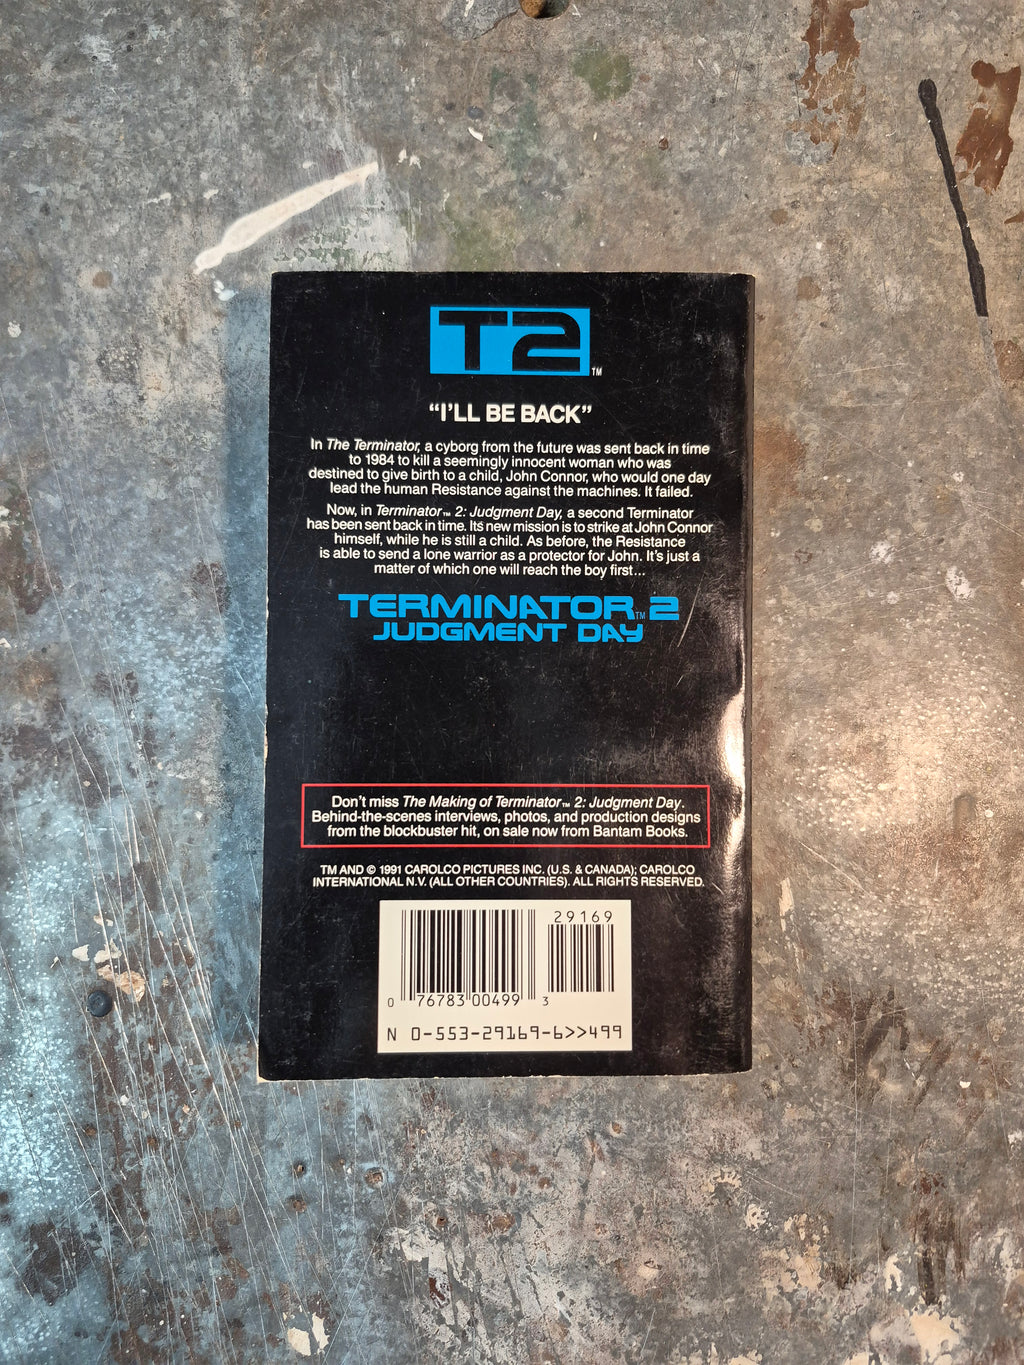 T2 ™
“I’LL BE BACK”
In The Terminator, a cyborg from the future was sent back in time
to 1984 to kill a seemingly innocent woman who was
destined to give birth to a child, John Connor, who would one day
lead the human Resistance against the machines. It failed.
Now, in Terminator™ 2: Judgment Day, a second Terminator
has been sent back in time. Its new mission is to strike at John Connor
himself, while he is still a child. As before, the Resistance
is able to send a lone warrior as a protector for John. It’s just a
matter of which one will reach the boy first...
TERMINATOR™ 2
JUDGMENT DAY
Don’t miss The Making of Terminator™ 2: Judgment Day.
Behind-the-scenes interviews, photos, and production designs
from the blockbuster hit, on sale now from Bantam Books.
TM AND © 1991 CAROLCO PICTURES INC. (U.S. & CANADA); CAROLCO
INTERNATIONAL N.V. (ALL OTHER COUNTRIES). ALL RIGHTS RESERVED.
29169
0 76783 00499 3
N 0-553-29169-6>>499